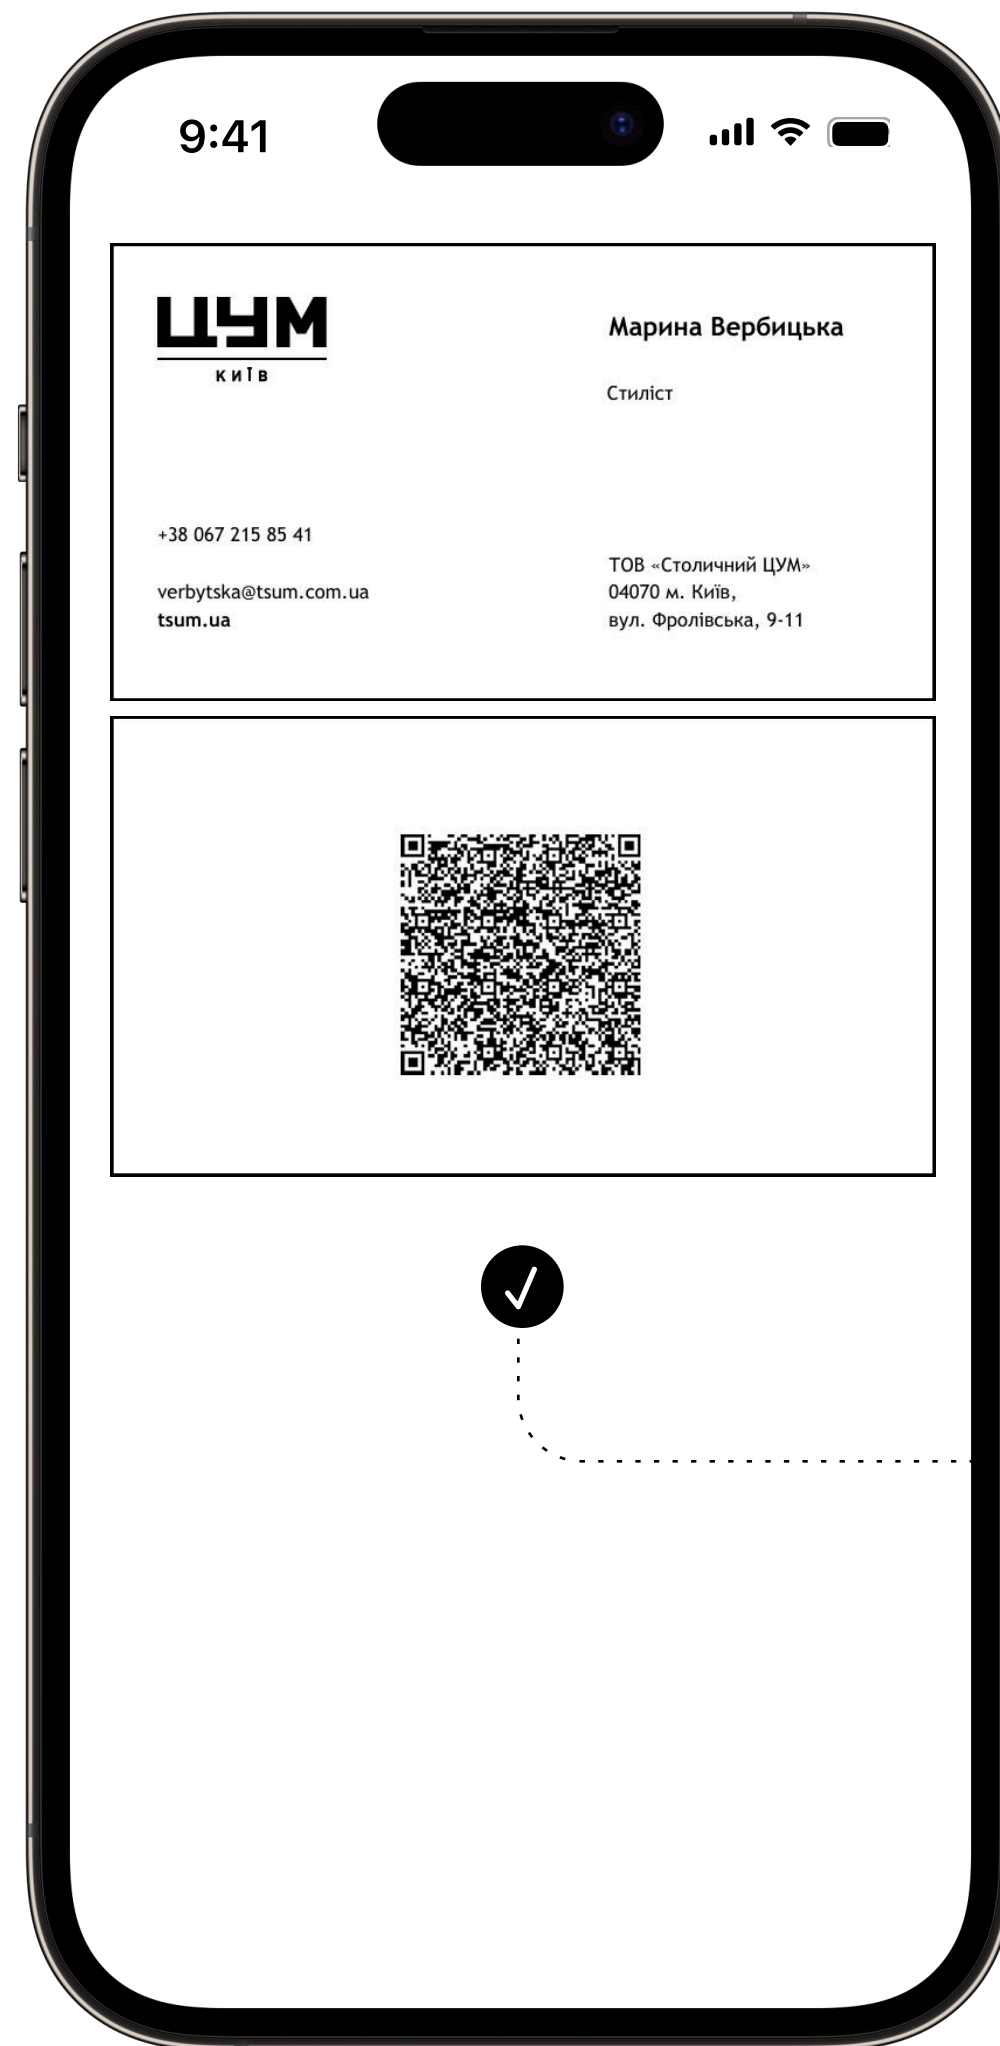 9:41
ЦУМ
КИЇВ
Марина Вербицька
Стиліст
+38 067 215 85 41
verbytska@tsum.com.ua
tsum.ua
ТОВ «Столичний ЦУМ»
04070 м. Київ,
вул. Фролівська, 9-11